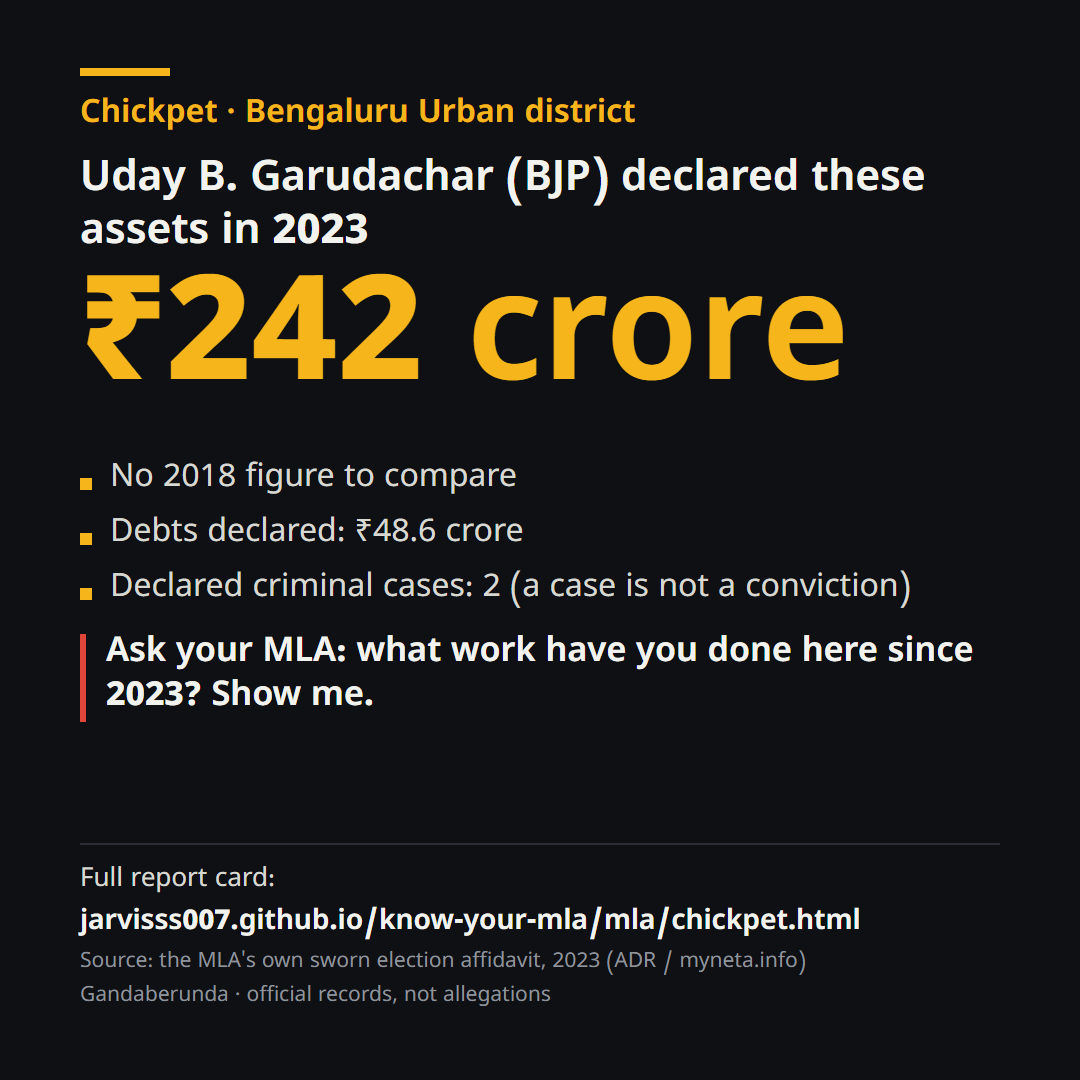 Chickpet · Bengaluru Urban district
Uday B. Garudachar (BJP) declared these
assets in 2023
₹242 crore
No 2018 figure to compare
Debts declared: ₹48.6 crore
Declared criminal cases: 2 (a case is not a conviction)
Ask your MLA: what work have you done here since
2023? Show me.
Full report card:
jarvisss007.github.io/know-your-mla/mla/chickpet.html
Source: the MLA's own sworn election affidavit, 2023 (ADR / myneta.info)
Gandaberunda · official records, not allegations